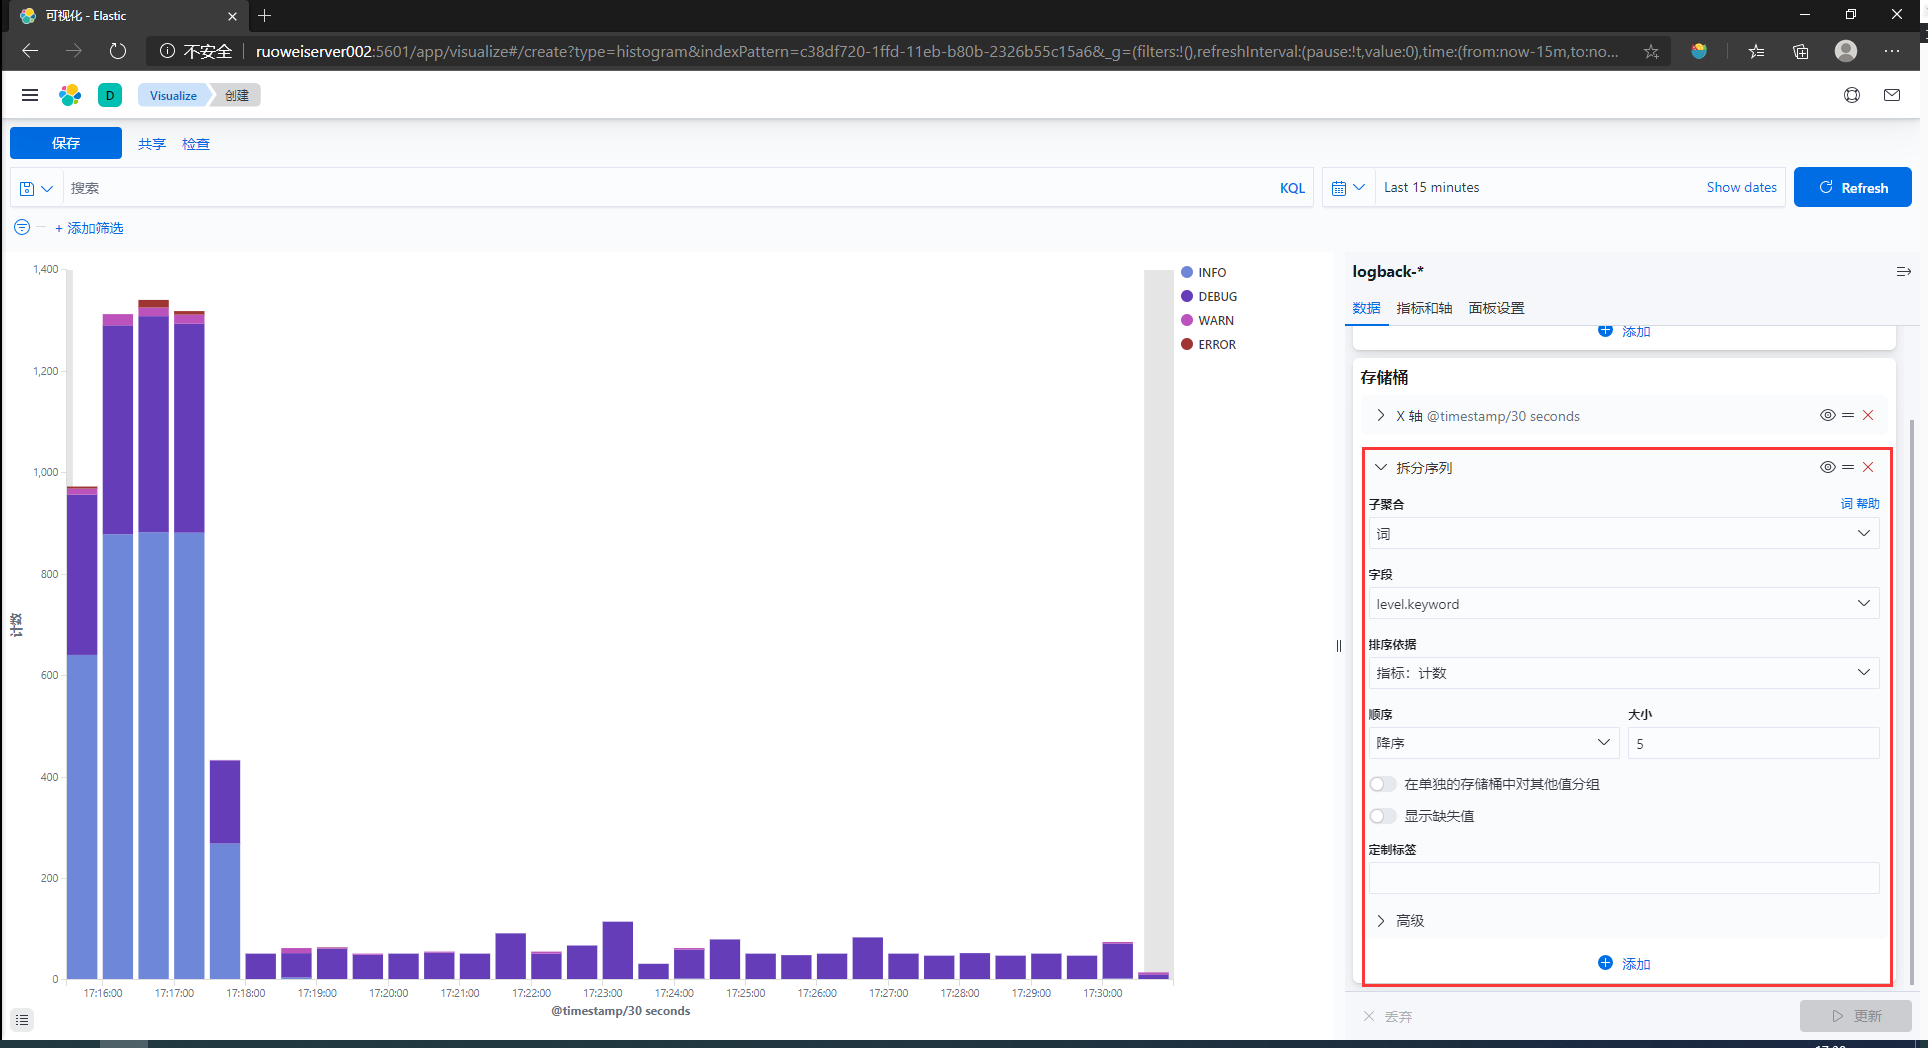 可视化 - Elastic
不安全
ruoweiserver002:5601/app/visualize#/create?type=histogram&indexPattern=c38df720-1ffd-11eb-b80b-2326b55c15a6&_g=(filters:!(),refreshInterval:(pause:!t,value:0),time:(from:now-15m,to:no...
D
Visualize
创建
保存
共享
检查
搜索
KQL
Last 15 minutes
Show dates
Refresh
+ 添加筛选
1,400
1,200
1,000
800
600
400
200
0
计数
17:16:00
17:17:00
17:18:00
17:19:00
17:20:00
17:21:00
17:22:00
17:23:00
17:24:00
17:25:00
17:26:00
17:27:00
17:28:00
17:29:00
17:30:00
@timestamp/30 seconds
INFO
DEBUG
WARN
ERROR
logback-*
数据
指标和轴
面板设置
添加
存储桶
X 轴 @timestamp/30 seconds
拆分序列
子聚合
词 帮助
词
字段
level.keyword
排序依据
指标：计数
顺序
大小
降序
5
在单独的存储桶中对其他值分组
显示缺失值
定制标签
高级
添加
丢弃
更新